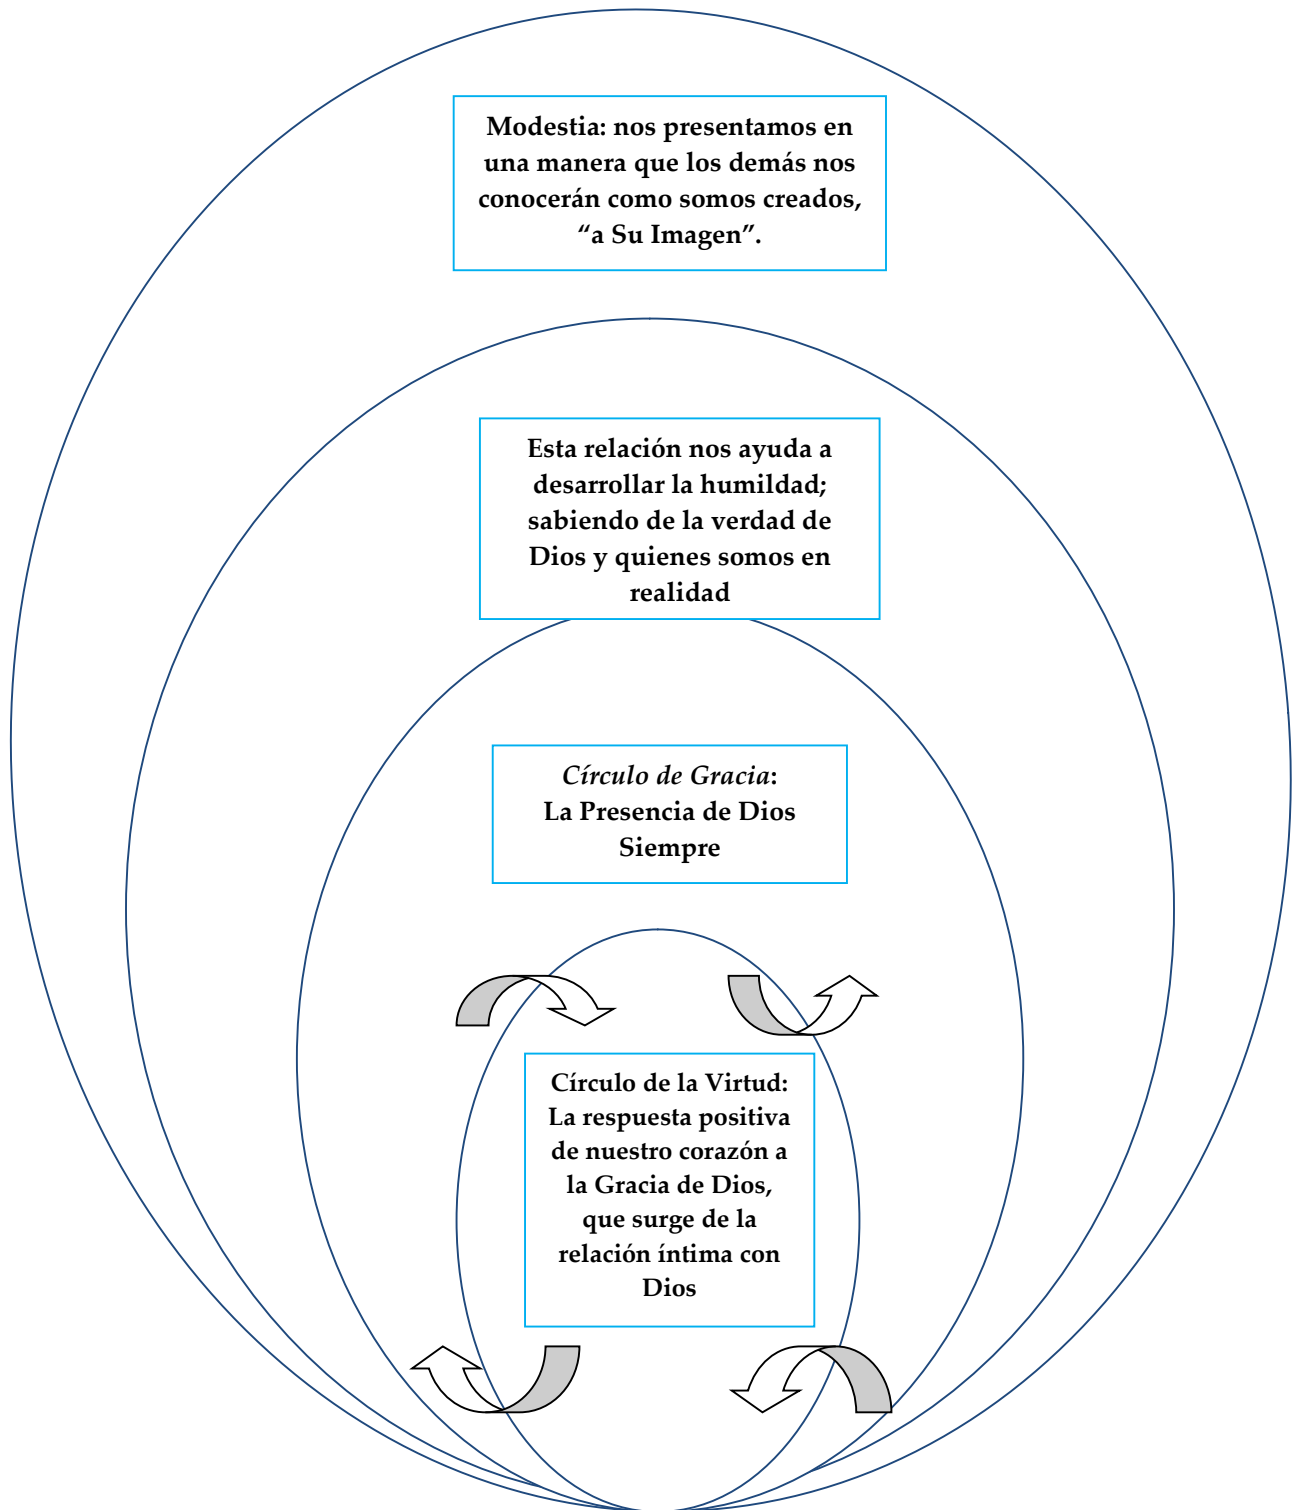 Modestia: nos presentamos en
una manera que los demás nos
conocerán como somos creados,
“a Su Imagen”.
Esta relación nos ayuda a
desarrollar la humildad;
sabiendo de la verdad de
Dios y quienes somos en
realidad
Círculo de Gracia:
La Presencia de Dios
Siempre
Círculo de la Virtud:
La respuesta positiva
de nuestro corazón a
la Gracia de Dios,
que surge de la
relación íntima con
Dios